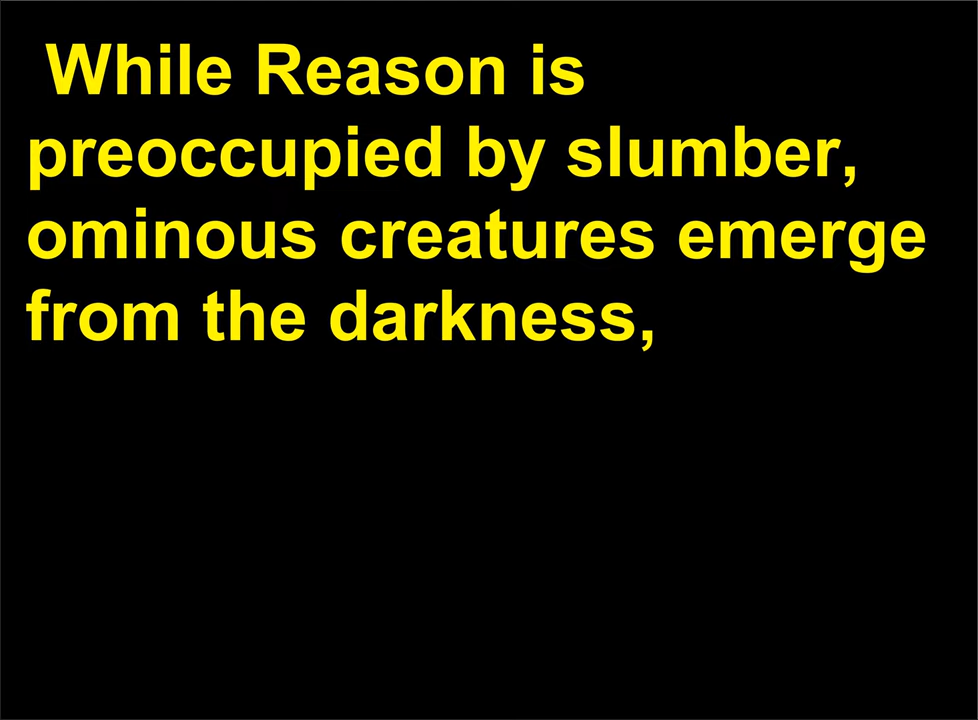 While Reason is
preoccupied by slumber,
ominous creatures emerge
from the darkness,